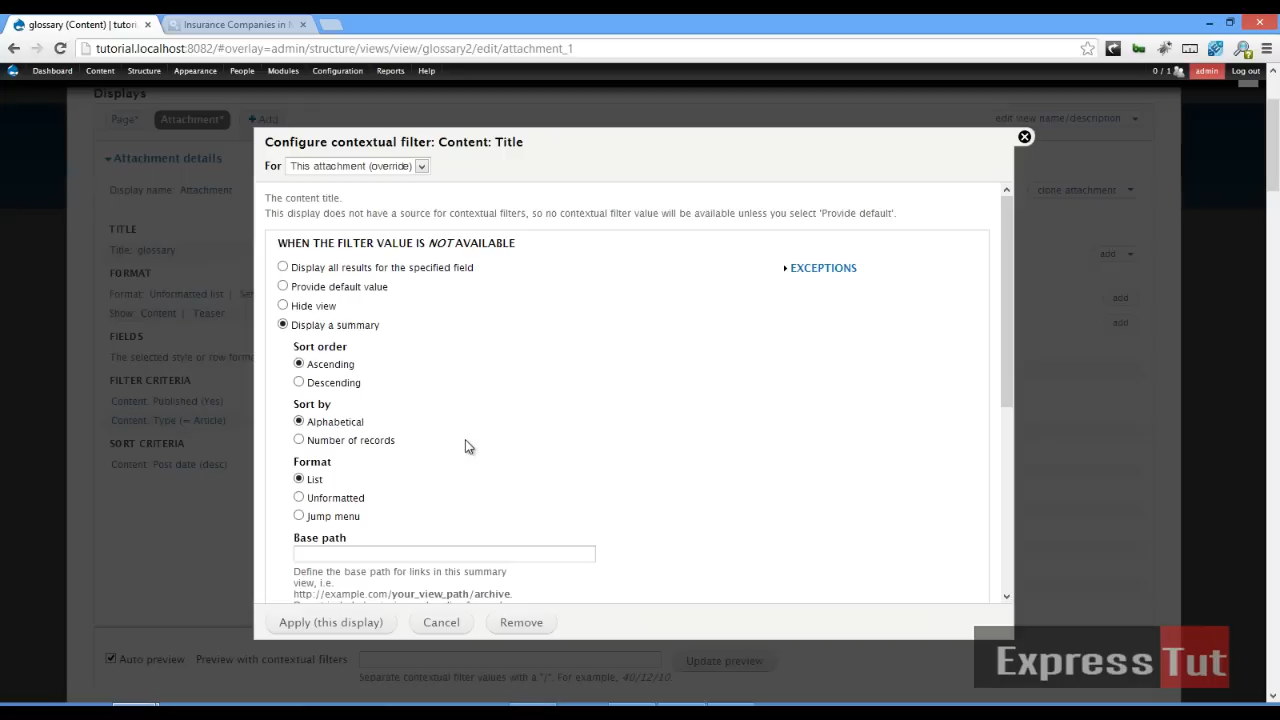 glossary (Content) | tutori
Insurance Companies in
tutorial.localhost:8082/#overlay=admin/structure/views/view/glossary2/edit/attachment_1
Dashboard Content Structure Appearance People Modules Configuration Reports Help 0 / 1 admin Log out
Displays
Page* Attachment* Add edit view name/description
Configure contextual filter: Content: Title
For This attachment (override)
Attachment details
Display name: Attachment clone attachment
TITLE
Title: glossary
FORMAT
Format: Unformatted list |
Show: Content | Teaser
FIELDS
The selected style or row form
FILTER CRITERIA
Content: Published (Yes)
Content: Type (= Article)
SORT CRITERIA
Content: Post date (desc)
add
add
add
The content title.
This display does not have a source for contextual filters, so no contextual filter value will be available unless you select 'Provide default'.
WHEN THE FILTER VALUE IS NOT AVAILABLE
Display all results for the specified field EXCEPTIONS
Provide default value
Hide view
Display a summary
Sort order
Ascending
Descending
Sort by
Alphabetical
Number of records
Format
List
Unformatted
Jump menu
Base path
Define the base path for links in this summary
view, i.e.
http://example.com/your_view_path/archive.
Apply (this display) Cancel Remove
Auto preview Preview with contextual filters Update preview
Separate contextual filter values with a "/". For example, 40/12/10.
Express Tut